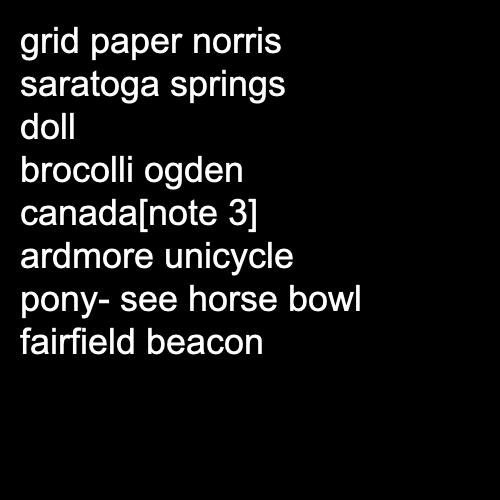 grid paper norris
saratoga springs
doll
brocolli ogden
canada[note 3]
ardmore unicycle
pony- see horse bowl
fairfield beacon